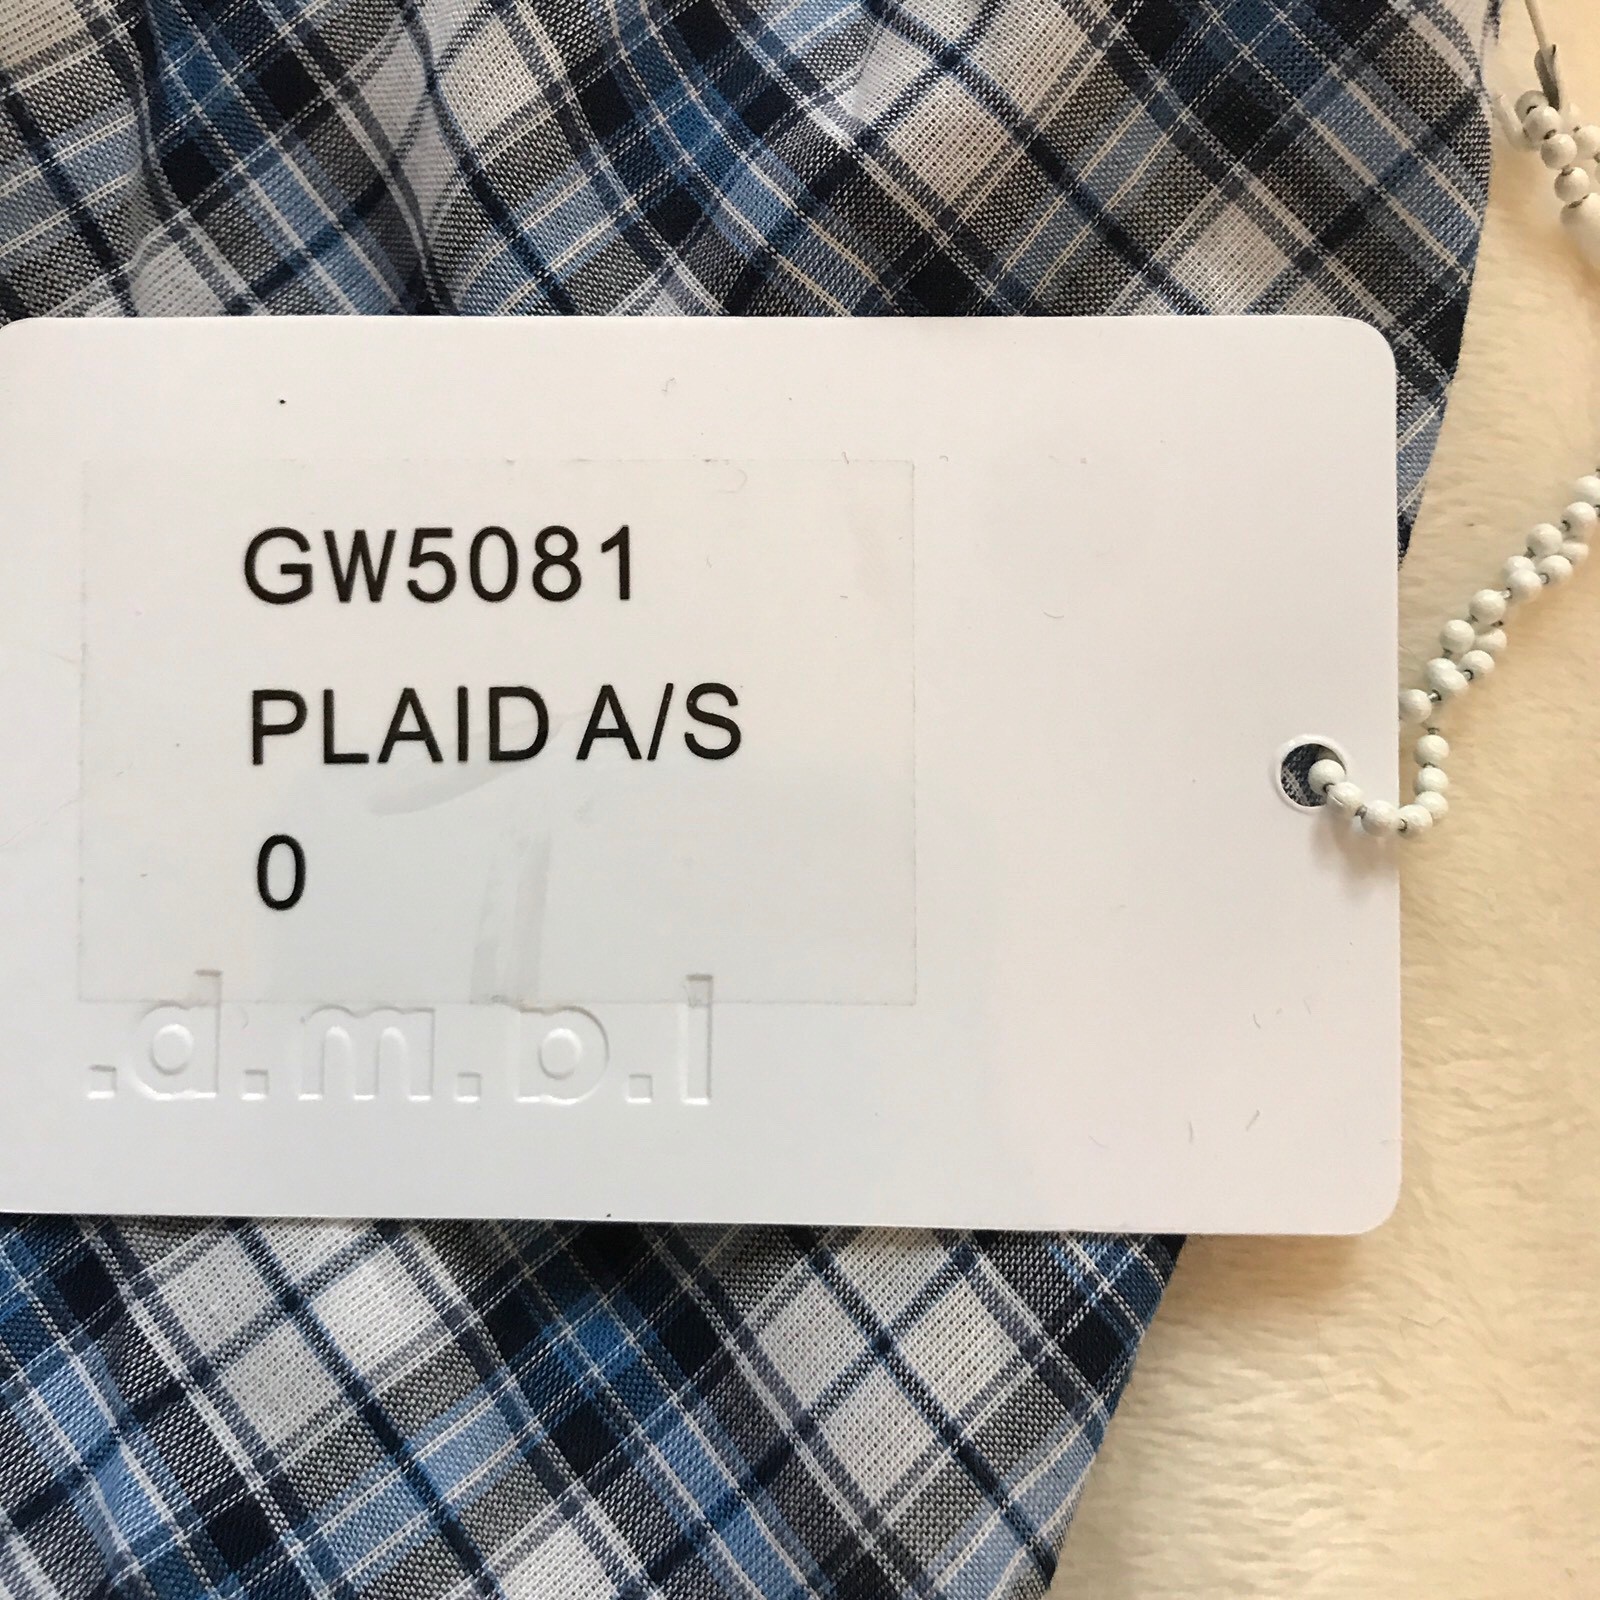 GW5081
PLAID A/S
0
.d.m.b.l